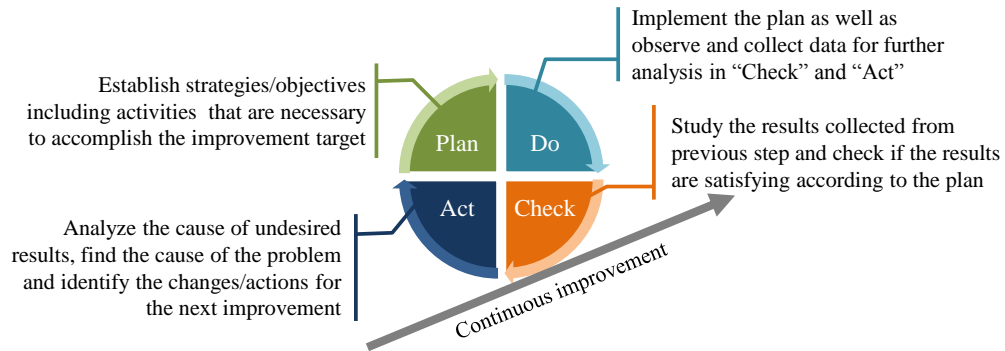 Establish strategies/objectives
including activities that are necessary
to accomplish the improvement target
Implement the plan as well as
observe and collect data for further
analysis in “Check” and “Act”
Plan
Do
Study the results collected from
previous step and check if the results
are satisfying according to the plan
Act
Check
Analyze the cause of undesired
results, find the cause of the problem
and identify the changes/actions for
the next improvement
Continuous improvement